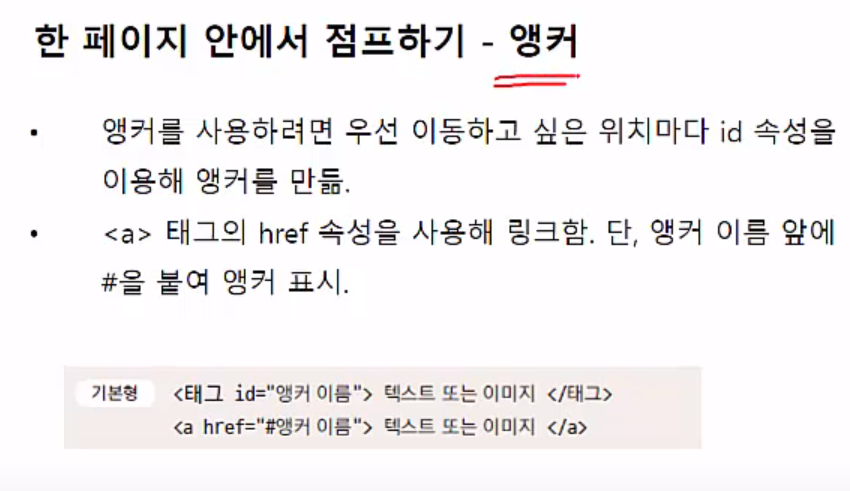 한 페이지 안에서 점프하기 - 앵커
• 앵커를 사용하려면 우선 이동하고 싶은 위치마다 id 속성을
이용해 앵커를 만듦.
• <a> 태그의 href 속성을 사용해 링크함. 단, 앵커 이름 앞에
#을 붙여 앵커 표시.
기본형 <태그 id="앵커 이름"> 텍스트 또는 이미지 </태그>
<a href="#앵커 이름"> 텍스트 또는 이미지 </a>